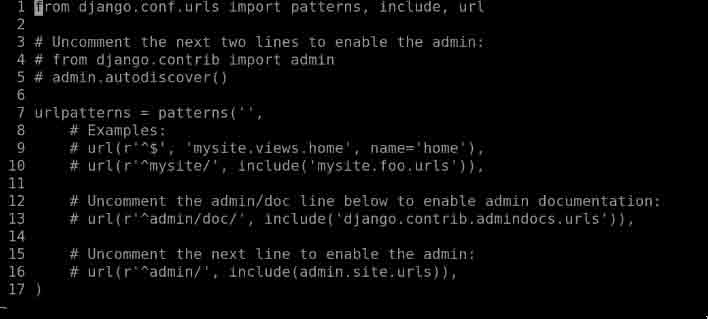 1 from django.conf.urls import patterns, include, url
2
3 # Uncomment the next two lines to enable the admin:
4 # from django.contrib import admin
5 # admin.autodiscover()
6
7 urlpatterns = patterns('',
8     # Examples:
9     # url(r'^$', 'mysite.views.home', name='home'),
10     # url(r'^mysite/', include('mysite.foo.urls')),
11
12     # Uncomment the admin/doc line below to enable admin documentation:
13     # url(r'^admin/doc/', include('django.contrib.admindocs.urls')),
14
15     # Uncomment the next line to enable the admin:
16     # url(r'^admin/', include(admin.site.urls)),
17 )
~